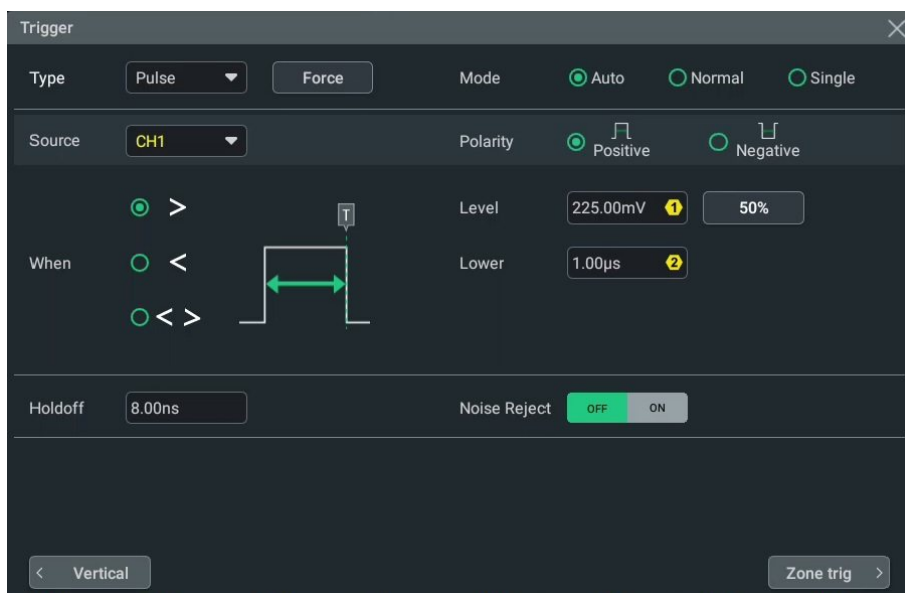 Trigger
Type Pulse Force Mode Auto Normal Single
Source CH1 Polarity Positive Negative
When > T Level 225.00mV 1 50%
< Lower 1.00µs 2
< >
Holdoff 8.00ns Noise Reject OFF ON
< Vertical Zone trig >